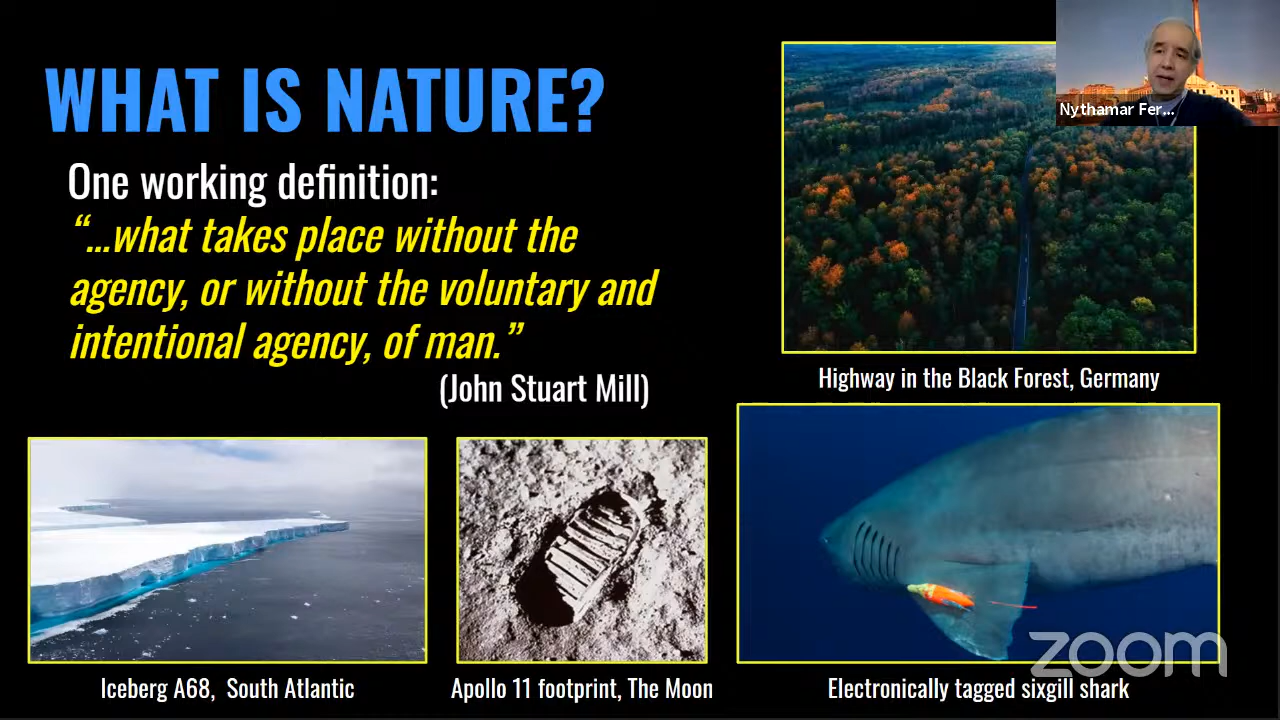 WHAT IS NATURE?
One working definition:
“...what takes place without the
agency, or without the voluntary and
intentional agency, of man.”
(John Stuart Mill)
Nythamar Fer...
Highway in the Black Forest, Germany
Iceberg A68, South Atlantic
Apollo 11 footprint, The Moon
Electronically tagged sixgill shark
zoom